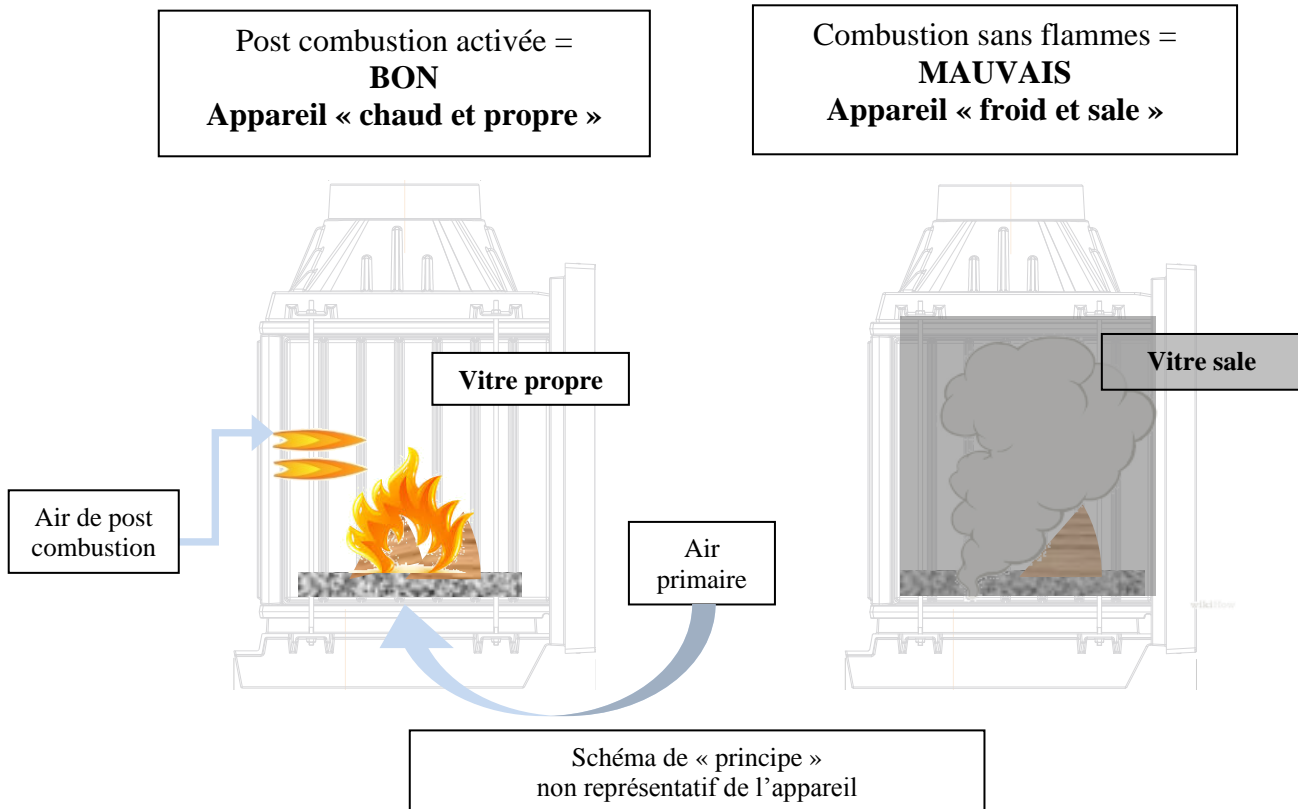 Post combustion activée =
BON
Appareil « chaud et propre »
Combustion sans flammes =
MAUVAIS
Appareil « froid et sale »
Vitre propre
Vitre sale
Air de post
combustion
Air
primaire
wikiHow
Schéma de « principe »
non représentatif de l’appareil